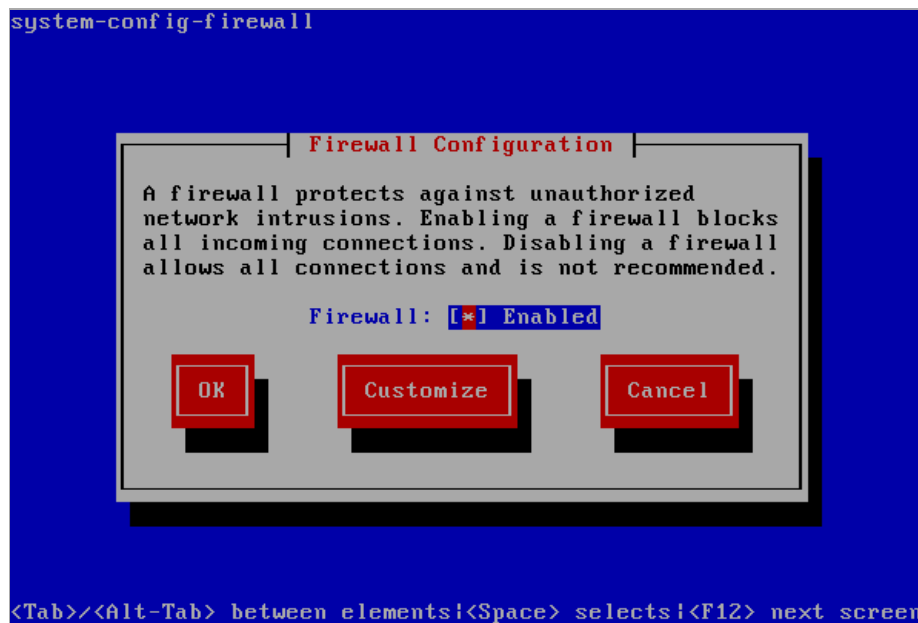 system-config-firewall
Firewall Configuration
A firewall protects against unauthorized
network intrusions. Enabling a firewall blocks
all incoming connections. Disabling a firewall
allows all connections and is not recommended.
Firewall: [*] Enabled
OK Customize Cancel
<Tab>/<Alt-Tab> between elements¦<Space> selects¦<F12> next screen